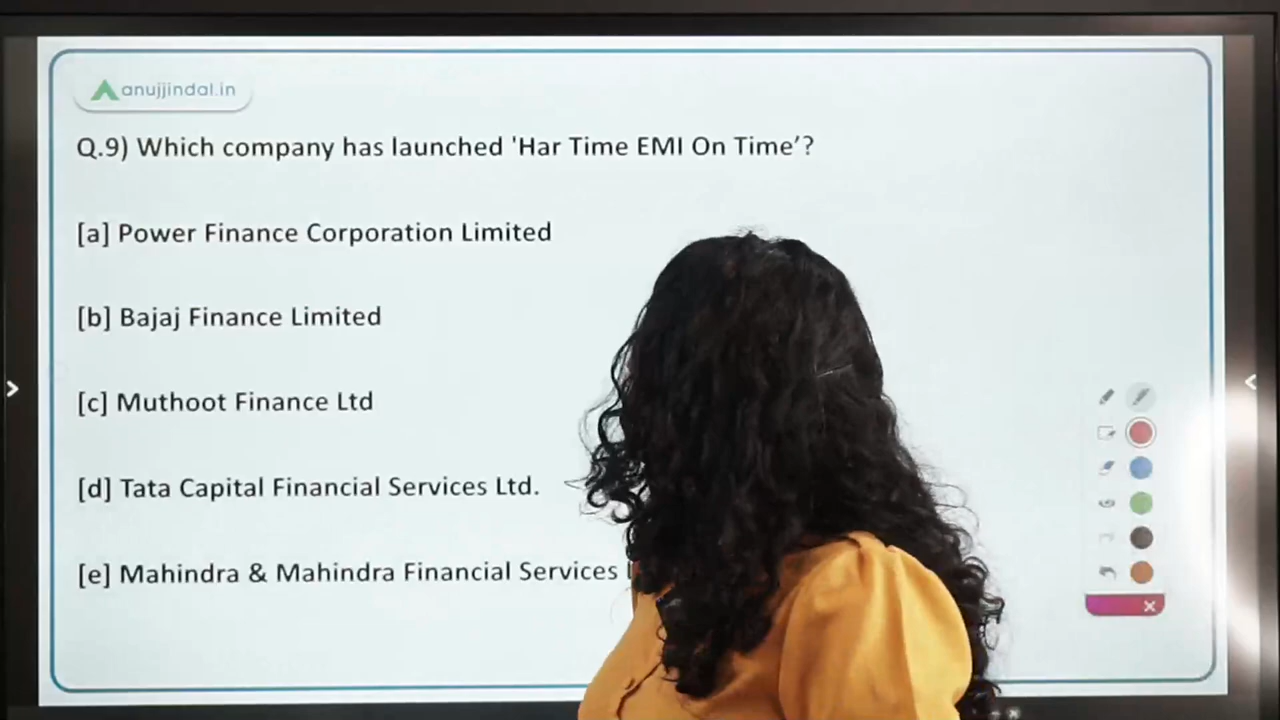 anujjindal.in
Q.9) Which company has launched 'Har Time EMI On Time’?
[a] Power Finance Corporation Limited
[b] Bajaj Finance Limited
[c] Muthoot Finance Ltd
[d] Tata Capital Financial Services Ltd.
[e] Mahindra & Mahindra Financial Services